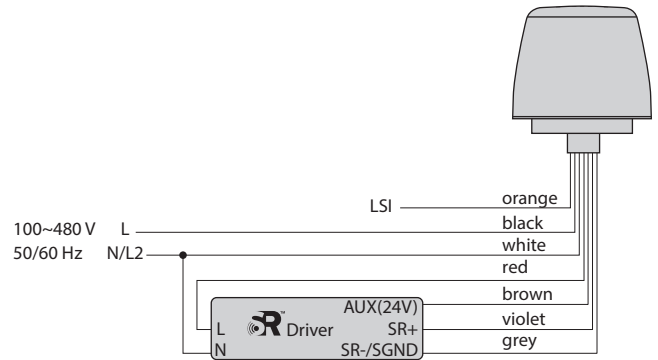 LSI
orange
100~480 V L
black
50/60 Hz N/L2
white
red
brown
AUX(24V)
violet
L SR™ Driver SR+
grey
N SR-/SGND